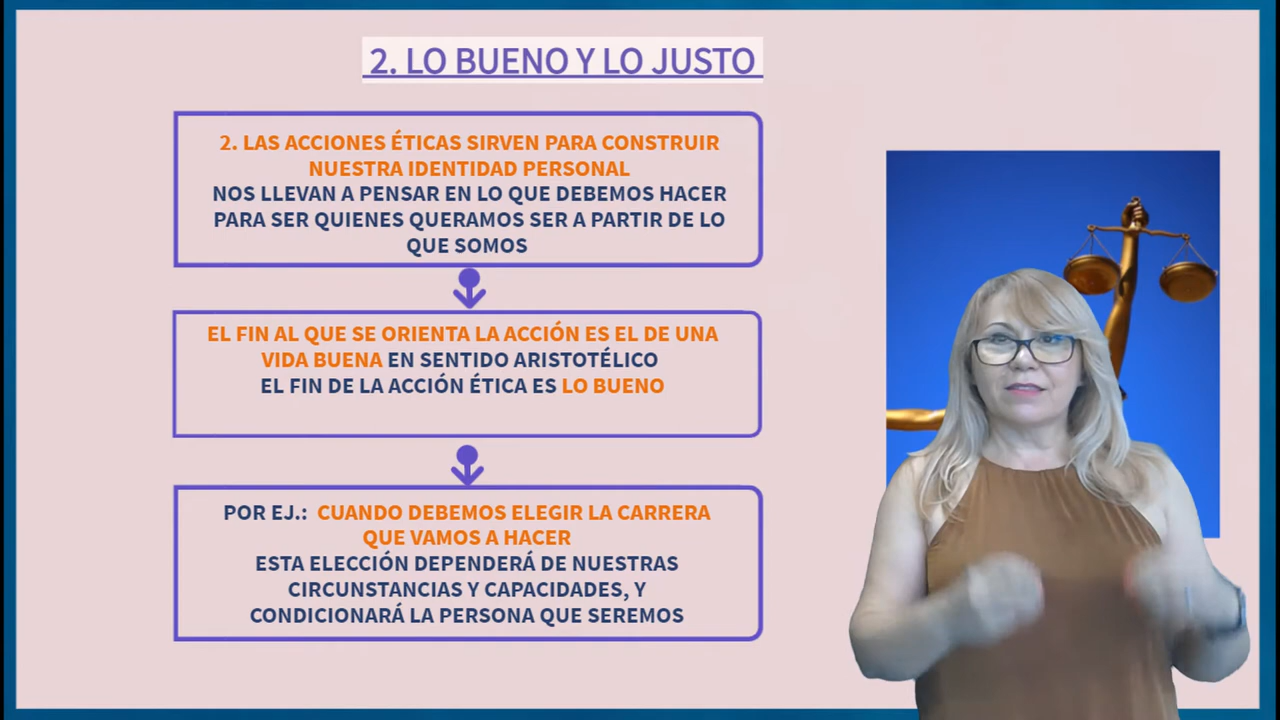 2. LO BUENO Y LO JUSTO
2. LAS ACCIONES ÉTICAS SIRVEN PARA CONSTRUIR
NUESTRA IDENTIDAD PERSONAL
NOS LLEVAN A PENSAR EN LO QUE DEBEMOS HACER
PARA SER QUIENES QUERAMOS SER A PARTIR DE LO
QUE SOMOS
EL FIN AL QUE SE ORIENTA LA ACCIÓN ES EL DE UNA
VIDA BUENA EN SENTIDO ARISTOTÉLICO
EL FIN DE LA ACCIÓN ÉTICA ES LO BUENO
POR EJ.: CUANDO DEBEMOS ELEGIR LA CARRERA
QUE VAMOS A HACER
ESTA ELECCIÓN DEPENDERÁ DE NUESTRAS
CIRCUNSTANCIAS Y CAPACIDADES, Y
CONDICIONARÁ LA PERSONA QUE SEREMOS